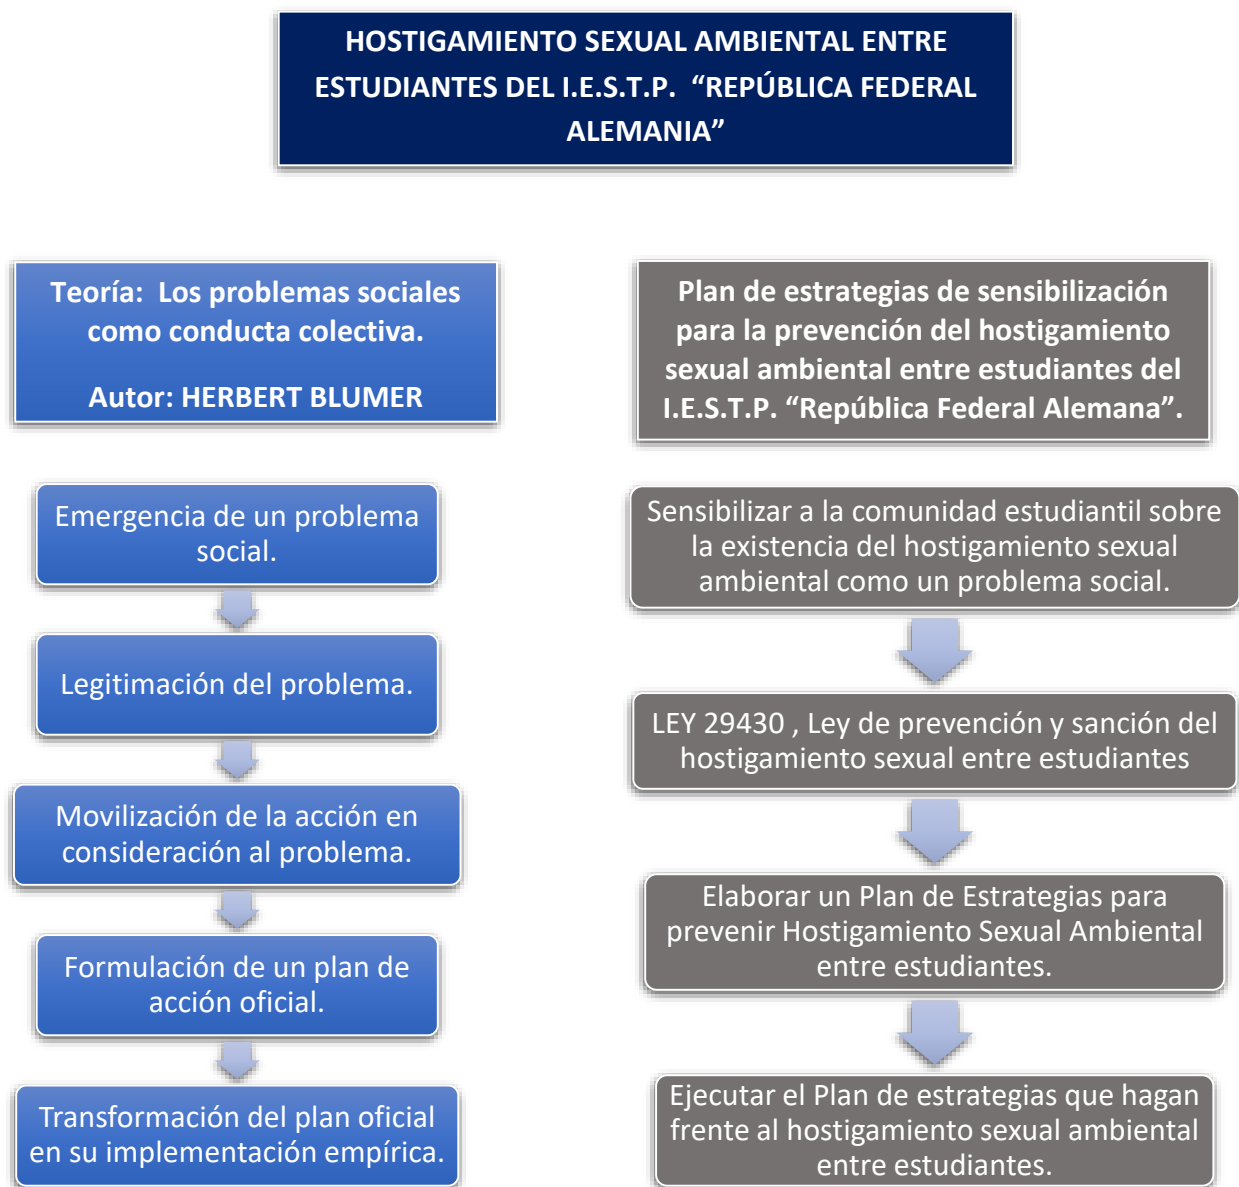 HOSTIGAMIENTO SEXUAL AMBIENTAL ENTRE
ESTUDIANTES DEL I.E.S.T.P. “REPÚBLICA FEDERAL
ALEMANIA”
Teoría: Los problemas sociales
como conducta colectiva.
Autor: HERBERT BLUMER
Emergencia de un problema
social.
Legitimación del problema.
Movilización de la acción en
consideración al problema.
Formulación de un plan de
acción oficial.
Transformación del plan oficial
en su implementación empírica.
Plan de estrategias de sensibilización
para la prevención del hostigamiento
sexual ambiental entre estudiantes del
I.E.S.T.P. “República Federal Alemana”.
Sensibilizar a la comunidad estudiantil sobre
la existencia del hostigamiento sexual
ambiental como un problema social.
LEY 29430 , Ley de prevención y sanción del
hostigamiento sexual entre estudiantes
Elaborar un Plan de Estrategias para
prevenir Hostigamiento Sexual Ambiental
entre estudiantes.
Ejecutar el Plan de estrategias que hagan
frente al hostigamiento sexual ambiental
entre estudiantes.